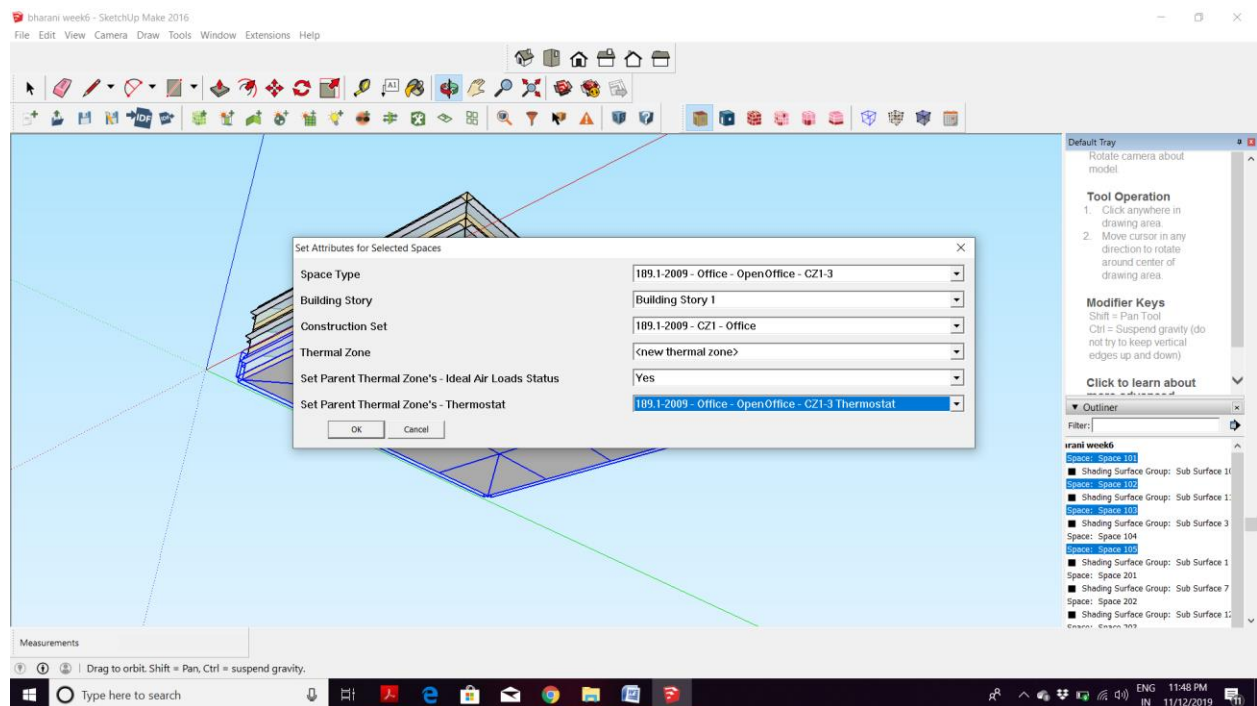 bharani week6 - SketchUp Make 2016
File Edit View Camera Draw Tools Window Extensions Help
A1
IDF
Default Tray
Rotate camera about
model
Tool Operation
1. Click anywhere in
drawing area.
2. Move cursor in any
direction to rotate
around center of
drawing area.
Modifier Keys
Shift = Pan Tool
Ctrl = Suspend gravity (do
not try to keep vertical
edges up and down)
Click to learn about
Set Attributes for Selected Spaces
Space Type 189.1-2009 - Office - OpenOffice - CZ1-3
Building Story Building Story 1
Construction Set 189.1-2009 - CZ1 - Office
Thermal Zone <new thermal zone>
Set Parent Thermal Zone's - Ideal Air Loads Status Yes
Set Parent Thermal Zone's - Thermostat 189.1-2009 - Office - OpenOffice - CZ1-3 Thermostat
OK Cancel
Outliner
Filter:
irani week6
Space: Space 101
Shading Surface Group: Sub Surface 10
Space: Space 102
Shading Surface Group: Sub Surface 1
Space: Space 103
Shading Surface Group: Sub Surface 3
Space: Space 104
Space: Space 105
Shading Surface Group: Sub Surface 1
Space: Space 201
Shading Surface Group: Sub Surface 7
Space: Space 202
Shading Surface Group: Sub Surface 12
Measurements
Drag to orbit. Shift = Pan, Ctrl = suspend gravity.
Type here to search
ENG 11:48 PM
IN 11/12/2019